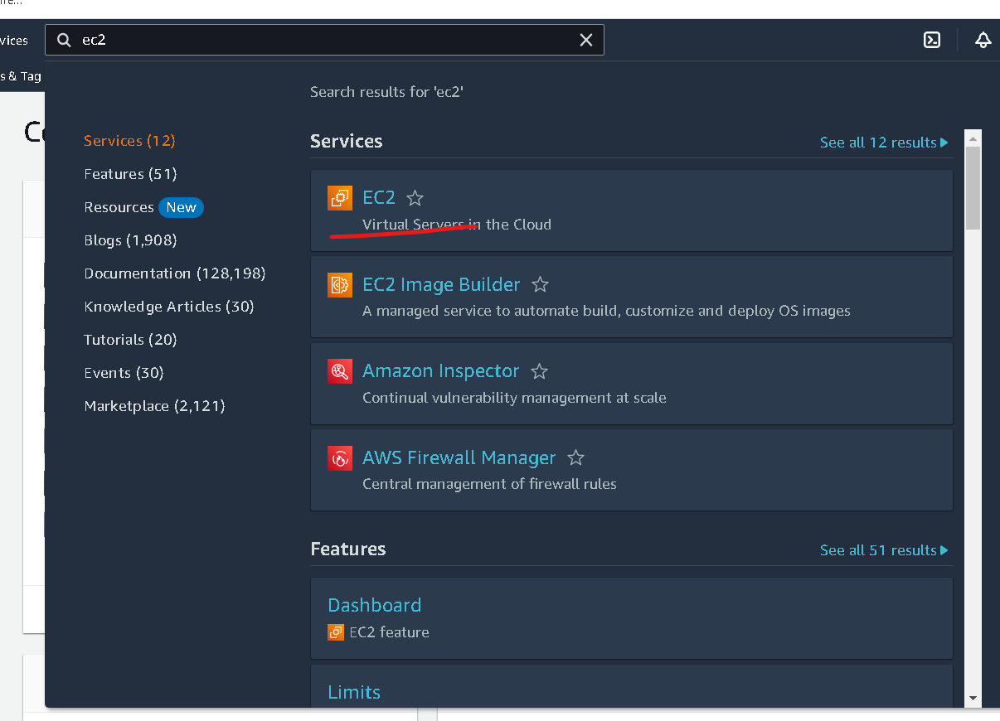 vices
ec2
s & Tag
Search results for 'ec2'
Services (12)
Features (51)
Resources New
Blogs (1,908)
Documentation (128,198)
Knowledge Articles (30)
Tutorials (20)
Events (30)
Marketplace (2,121)
Services
See all 12 results
EC2
Virtual Servers in the Cloud
EC2 Image Builder
A managed service to automate build, customize and deploy OS images
Amazon Inspector
Continual vulnerability management at scale
AWS Firewall Manager
Central management of firewall rules
Features
See all 51 results
Dashboard
EC2 feature
Limits